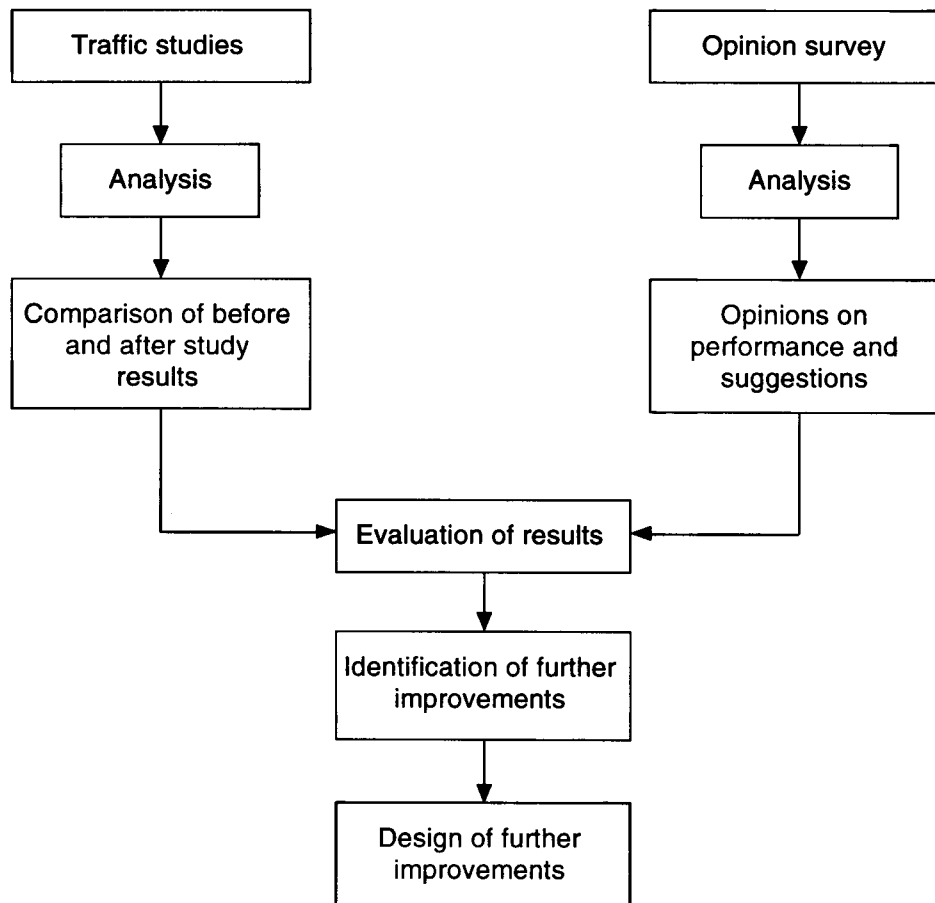 Traffic studies
Opinion survey
Analysis
Analysis
Comparison of before
and after study
results
Opinions on
performance and
suggestions
Evaluation of results
Identification of further
improvements
Design of further
improvements